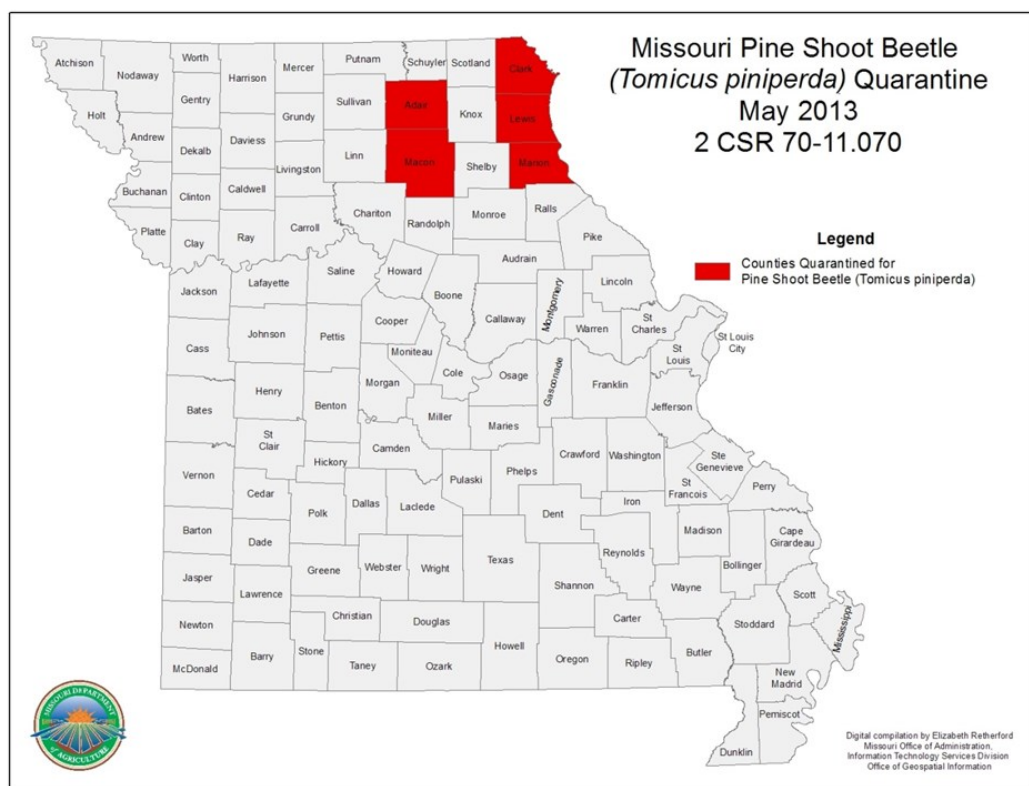 Missouri Pine Shoot Beetle
(Tomicus piniperda) Quarantine
May 2013
2 CSR 70-11.070
Legend
Counties Quarantined for
Pine Shoot Beetle (Tomicus piniperda)
Atchison
Nodaway
Worth
Harrison
Mercer
Putnam
Schuyler
Scotland
Clark
Holt
Gentry
Sullivan
Adair
Knox
Lewis
Andrew
Dekalb
Daviess
Grundy
Livingston
Linn
Macon
Shelby
Marion
Buchanan
Clinton
Caldwell
Platte
Clay
Ray
Carroll
Chariton
Randolph
Monroe
Ralls
Pike
Jackson
Lafayette
Saline
Howard
Boone
Audrain
Callaway
Montgomery
Lincoln
Warren
St
Charles
St Louis
City
St
Louis
Cass
Johnson
Pettis
Cooper
Moniteau
Cole
Osage
Gasconade
Franklin
Jefferson
Bates
Henry
Benton
Morgan
Miller
Maries
St
Clair
Camden
Hickory
Vernon
Cedar
Polk
Dallas
Laclede
Pulaski
Phelps
Crawford
Washington
Ste
Genevieve
St
Francois
Perry
Iron
Dent
Barton
Dade
Madison
Cape
Girardeau
Bollinger
Reynolds
Texas
Wright
Webster
Greene
Jasper
Lawrence
Shannon
Wayne
Scott
Stoddard
Mississippi
Newton
Christian
Douglas
Howell
Carter
Butler
McDonald
Barry
Stone
Taney
Ozark
Oregon
Ripley
New
Madrid
Pemiscot
Dunklin
MISSOURI DEPARTMENT
of AGRICULTURE
Digital compilation by Elizabeth Retherford
Missouri Office of Administration,
Information Technology Services Division
Office of Geospatial Information